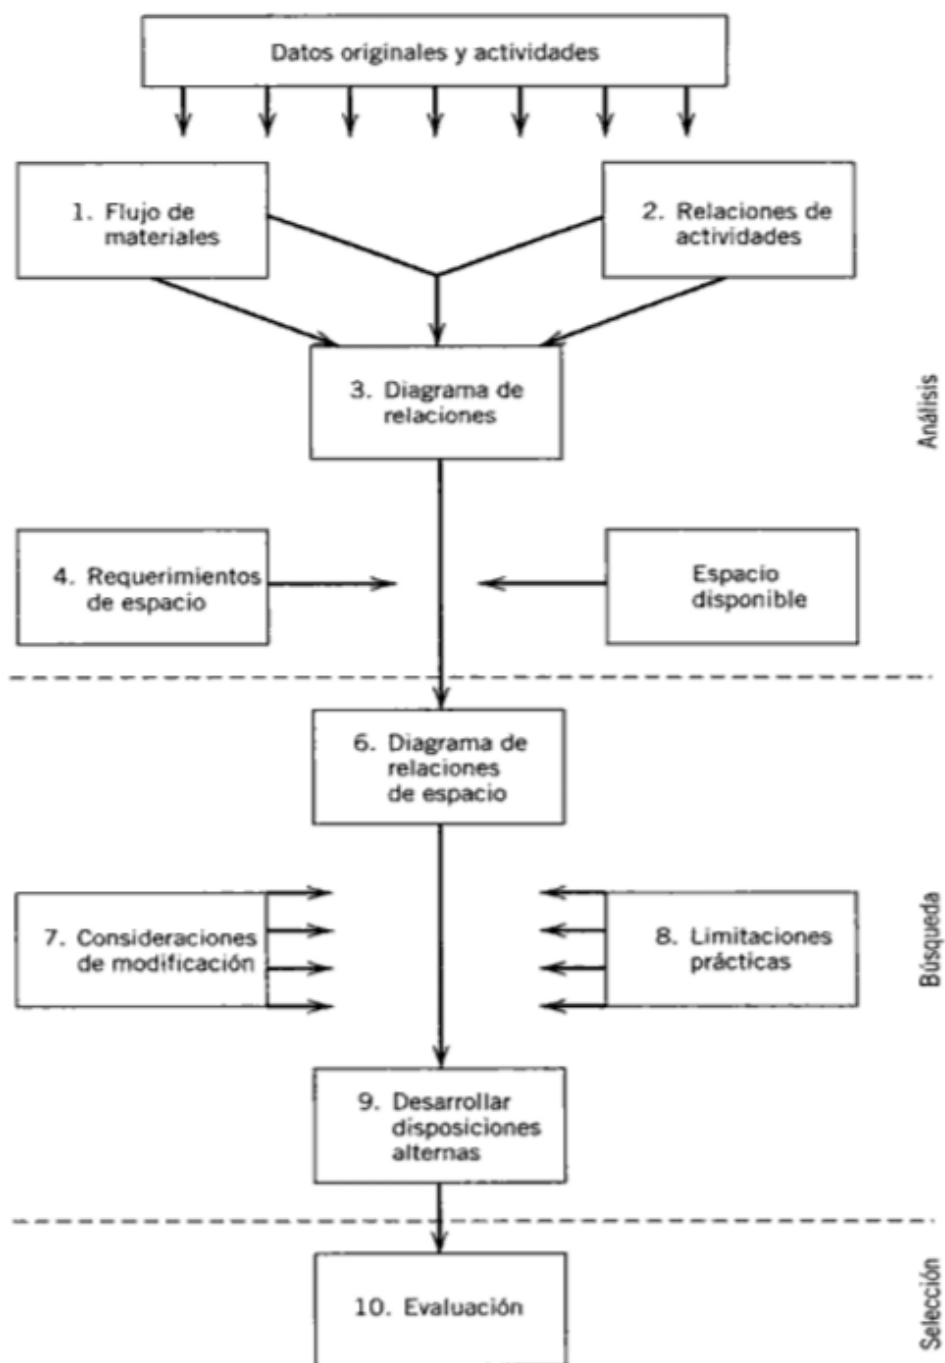 Datos originales y actividades
1. Flujo de
materiales
2. Relaciones de
actividades
3. Diagrama de
relaciones
Análisis
4. Requerimientos
de espacio
Espacio
disponible
6. Diagrama de
relaciones
de espacio
7. Consideraciones
de modificación
8. Limitaciones
prácticas
Búsqueda
9. Desarrollar
disposiciones
alternas
10. Evaluación
Selección